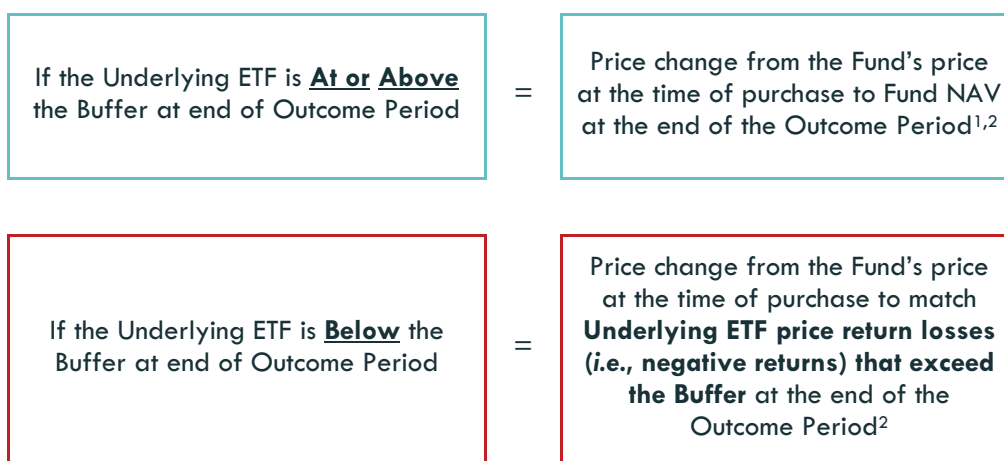 If the Underlying ETF is At or Above
the Buffer at end of Outcome Period
=
Price change from the Fund’s price
at the time of purchase to Fund NAV
at the end of the Outcome Period1,2
If the Underlying ETF is Below the
Buffer at end of Outcome Period
=
Price change from the Fund’s price
at the time of purchase to match
Underlying ETF price return losses
(i.e., negative returns) that exceed
the Buffer at the end of the
Outcome Period2